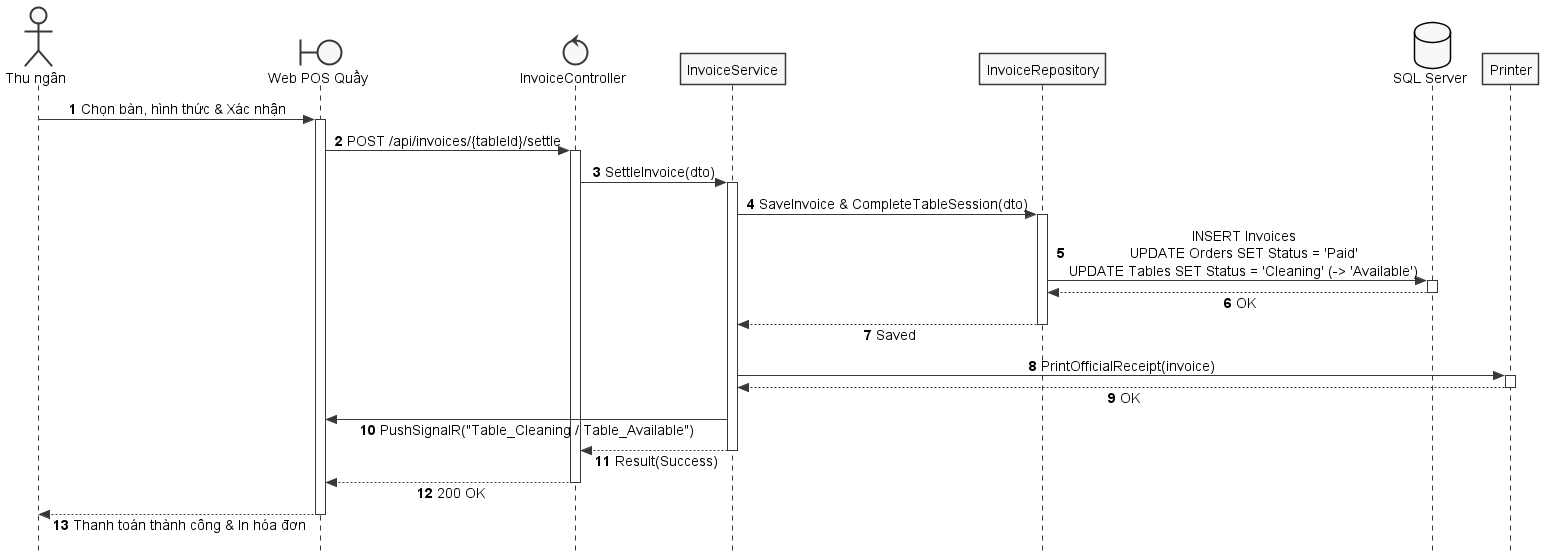 Thu ngân
Web POS Quầy
InvoiceController
InvoiceService
InvoiceRepository
SQL Server
Printer
1 Chọn bàn, hình thức & Xác nhận
2 POST /api/invoices/{tableId}/settle
3 SettleInvoice(dto)
4 SaveInvoice & CompleteTableSession(dto)
INSERT Invoices
5 UPDATE Orders SET Status = 'Paid'
UPDATE Tables SET Status = 'Cleaning' (-> 'Available')
6 OK
7 Saved
8 PrintOfficialReceipt(invoice)
9 OK
10 PushSignalR("Table_Cleaning / Table_Available")
11 Result(Success)
12 200 OK
13 Thanh toán thành công & In hóa đơn